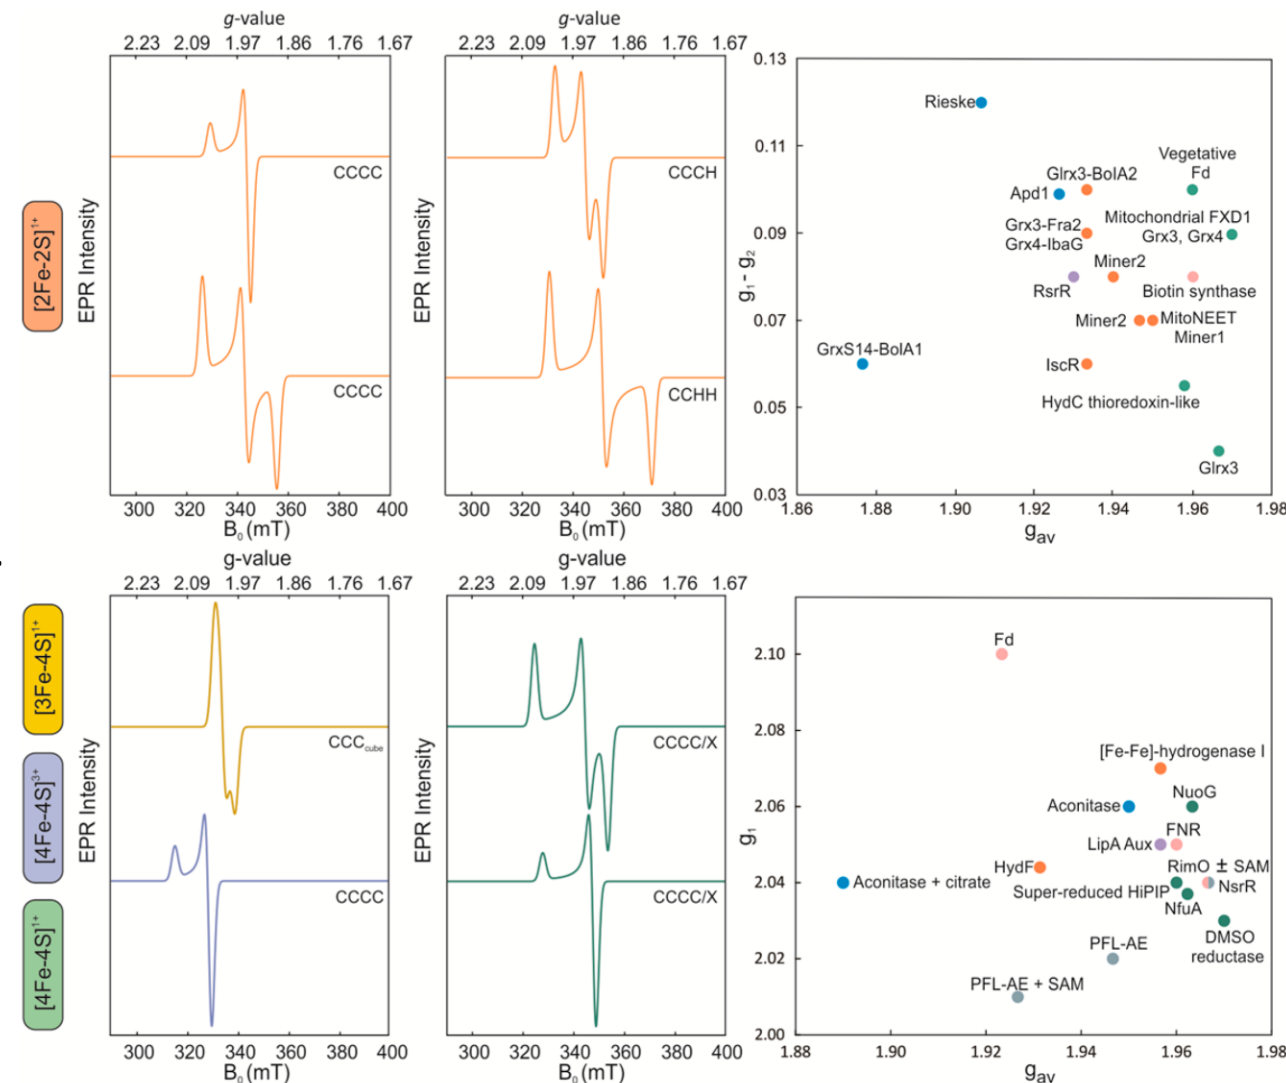 g-value
2.23 2.09 1.97 1.86 1.76 1.67
[2Fe-2S]¹⁺
EPR Intensity
CCCC
CCCC
300 320 340 360 380 400
B₀ (mT)
g-value
2.23 2.09 1.97 1.86 1.76 1.67
EPR Intensity
CCCH
CCHH
300 320 340 360 380 400
B₀ (mT)
g₁ - g₂
0.13
0.11
0.09
0.07
0.05
0.03
Rieske
Vegetative
Fd
Glrx3-BolA2
Apd1
Mitochondrial FXD1
Grx3, Grx4
Grx3-Fra2
Grx4-IbaG
Miner2
RsrR
Biotin synthase
Miner2
MitoNEET
Miner1
GrxS14-BolA1
IscR
HydC thioredoxin-like
Glrx3
1.86 1.88 1.90 1.92 1.94 1.96 1.98
gav
[3Fe-4S]¹⁺
[4Fe-4S]³⁺
[4Fe-4S]¹⁺
g-value
2.23 2.09 1.97 1.86 1.76 1.67
EPR Intensity
CCCcube
CCCC
300 320 340 360 380 400
B₀ (mT)
g-value
2.23 2.09 1.97 1.86 1.76 1.67
EPR Intensity
CCCC/X
CCCC/X
300 320 340 360 380 400
B₀ (mT)
g₁
2.10
2.08
2.06
2.04
2.02
2.00
Fd
[Fe-Fe]-hydrogenase I
Aconitase
NuoG
LipA Aux
FNR
HydF
RimO ± SAM
Aconitase + citrate
NsrR
Super-reduced HiPIP
NfuA
DMSO
reductase
PFL-AE
PFL-AE + SAM
1.88 1.90 1.92 1.94 1.96 1.98
gav